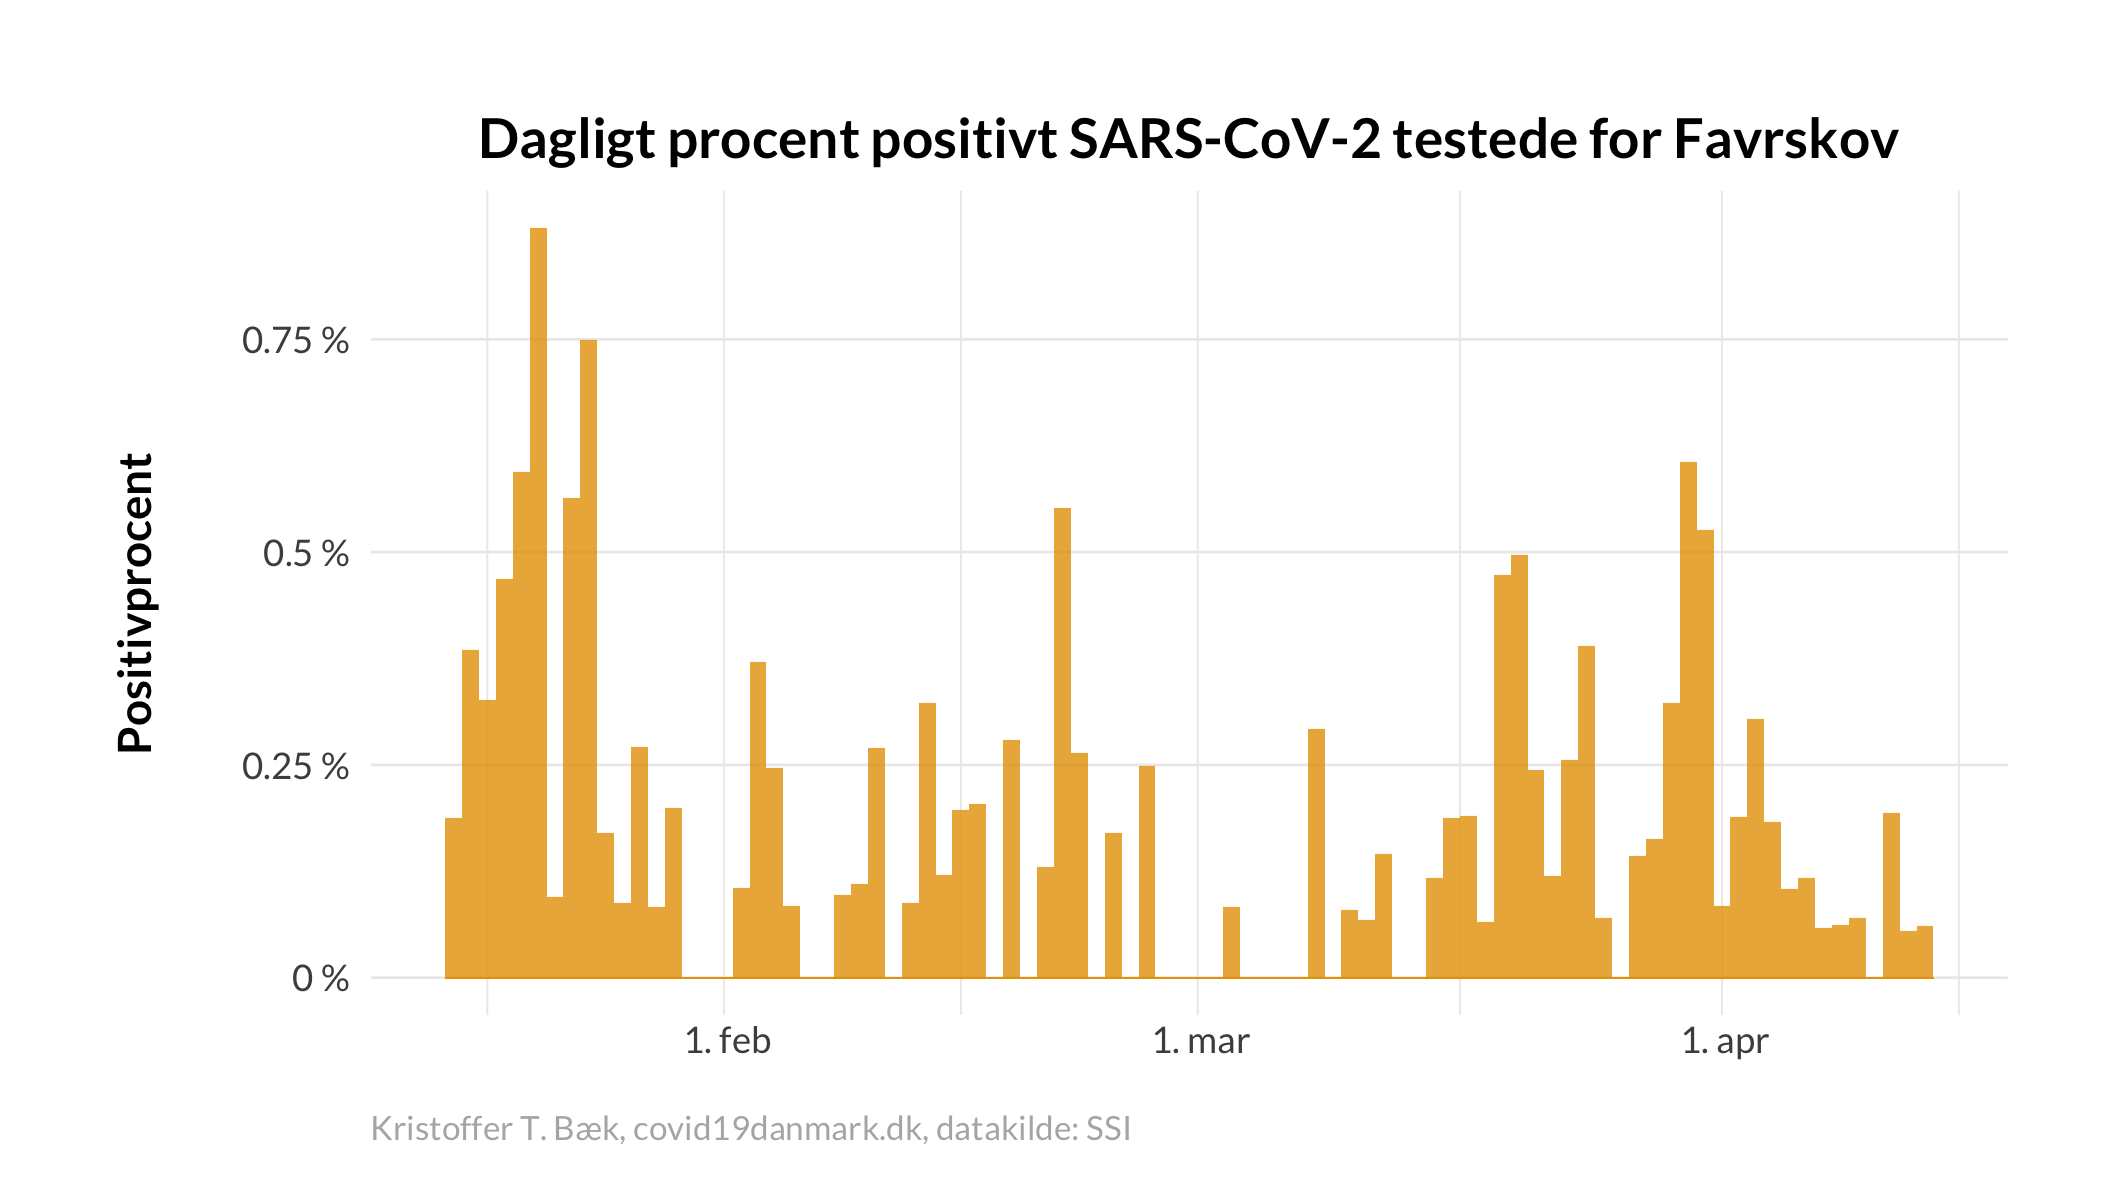 Dagligt procent positivt SARS-CoV-2 testede for Favrskov
Positivprocent
0.75 %
0.5 %
0.25 %
0 %
1. feb
1. mar
1. apr
Kristoffer T. Bæk, covid19danmark.dk, datakilde: SSI